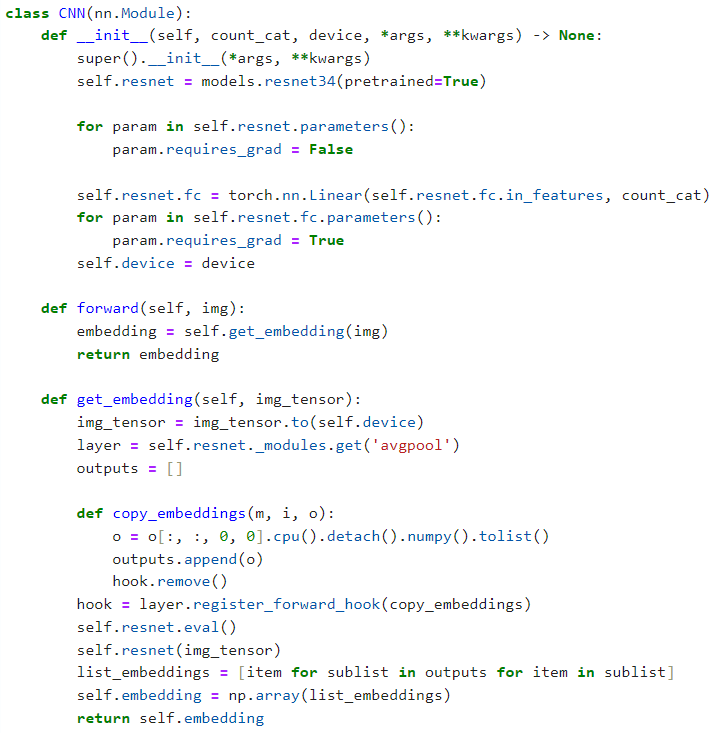 class CNN(nn.Module):
    def __init__(self, count_cat, device, *args, **kwargs) -> None:
        super().__init__(*args, **kwargs)
        self.resnet = models.resnet34(pretrained=True)

        for param in self.resnet.parameters():
            param.requires_grad = False

        self.resnet.fc = torch.nn.Linear(self.resnet.fc.in_features, count_cat)
        for param in self.resnet.fc.parameters():
            param.requires_grad = True
        self.device = device

    def forward(self, img):
        embedding = self.get_embedding(img)
        return embedding

    def get_embedding(self, img_tensor):
        img_tensor = img_tensor.to(self.device)
        layer = self.resnet._modules.get('avgpool')
        outputs = []

        def copy_embeddings(m, i, o):
            o = o[:, :, 0, 0].cpu().detach().numpy().tolist()
            outputs.append(o)
            hook.remove()
        hook = layer.register_forward_hook(copy_embeddings)
        self.resnet.eval()
        self.resnet(img_tensor)
        list_embeddings = [item for sublist in outputs for item in sublist]
        self.embedding = np.array(list_embeddings)
        return self.embedding